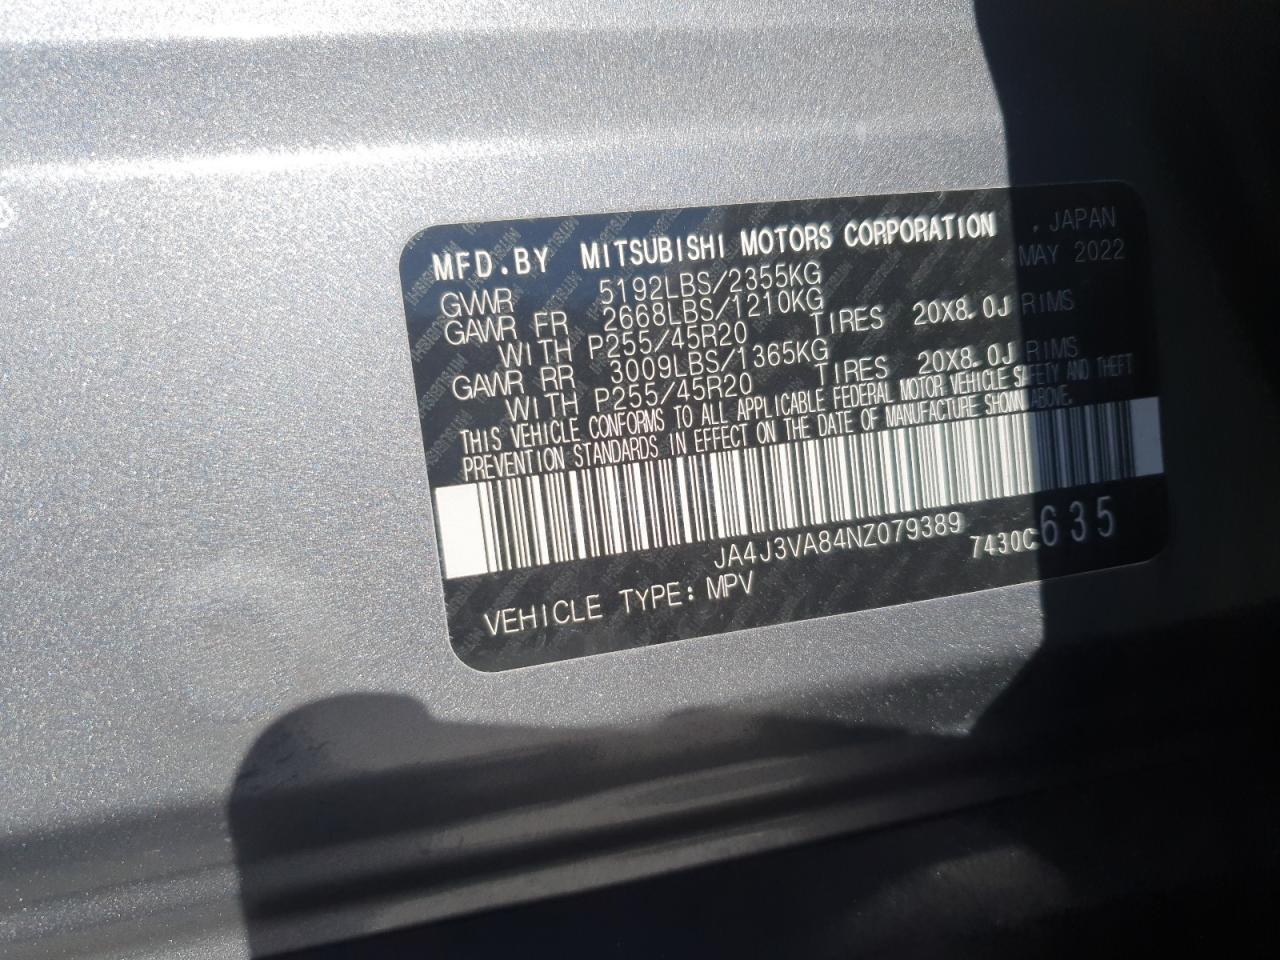 MFD.BY MITSUBISHI MOTORS CORPORATION , JAPAN
GVWR 5192LBS/2355KG MAY 2022
GAWR FR 2668LBS/1210KG
WITH P255/45R20 TIRES 20X8.0J RIMS
GAWR RR 3009LBS/1365KG
WITH P255/45R20 TIRES 20X8.0J RIMS
THIS VEHICLE CONFORMS TO ALL APPLICABLE FEDERAL MOTOR VEHICLE SAFETY AND THEFT
PREVENTION STANDARDS IN EFFECT ON THE DATE OF MANUFACTURE SHOWN ABOVE.
JA4J3VA84NZ079389 7430C635
VEHICLE TYPE: MPV